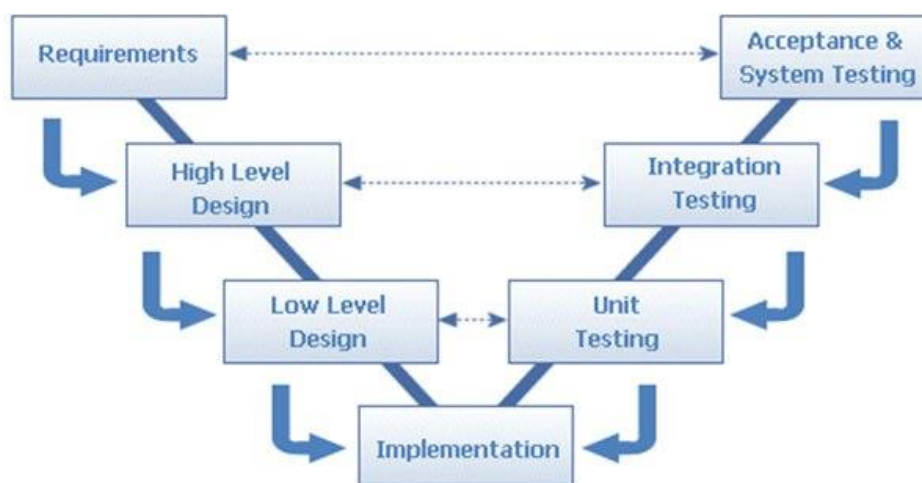 Requirements
Acceptance &
System Testing
High Level
Design
Integration
Testing
Low Level
Design
Unit
Testing
Implementation